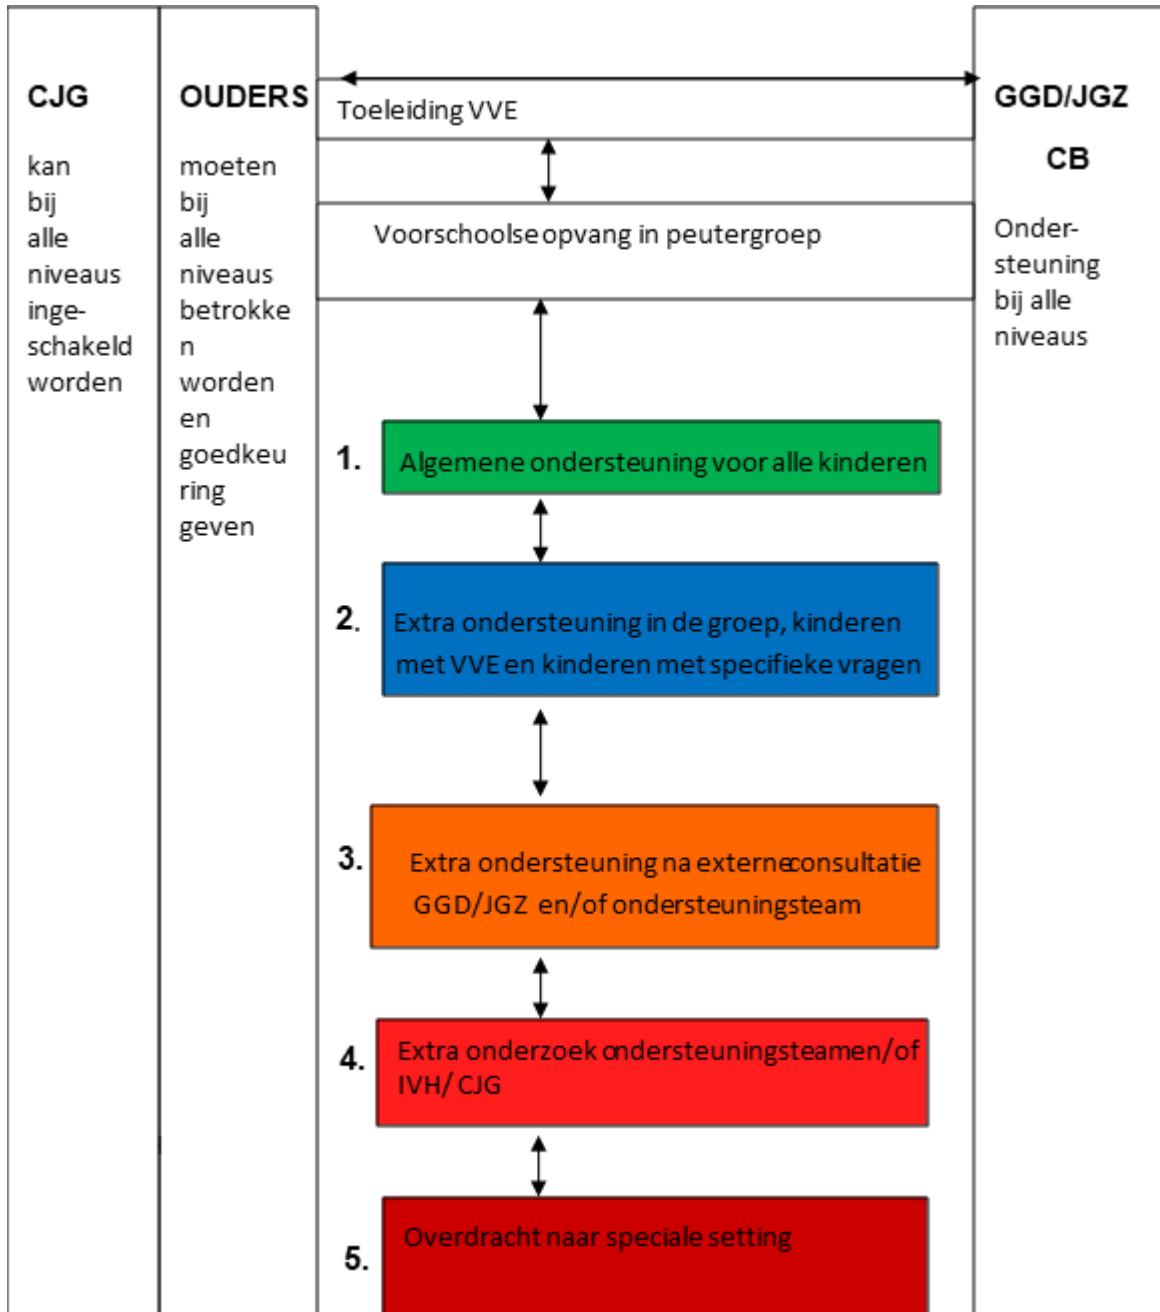 CJG
kan
bij
alle
niveaus
inge-
schakeld
worden
OUDERS
moeten
bij
alle
niveaus
betrokke
n
worden
en
goedkeu
ring
geven
Toeleiding VVE
Voorschoolse opvang in peutergroep
1. Algemene ondersteuning voor alle kinderen
2. Extra ondersteuning in de groep, kinderen
met VVE en kinderen met specifieke vragen
3. Extra ondersteuning na externe consultatie
GGD/JGZ en/of ondersteuningsteam
4. Extra onderzoek ondersteuningsteam en/of
IVH/ CJG
5. Overdracht naar speciale setting
GGD/JGZ
CB
Onder-
steuning
bij alle
niveaus